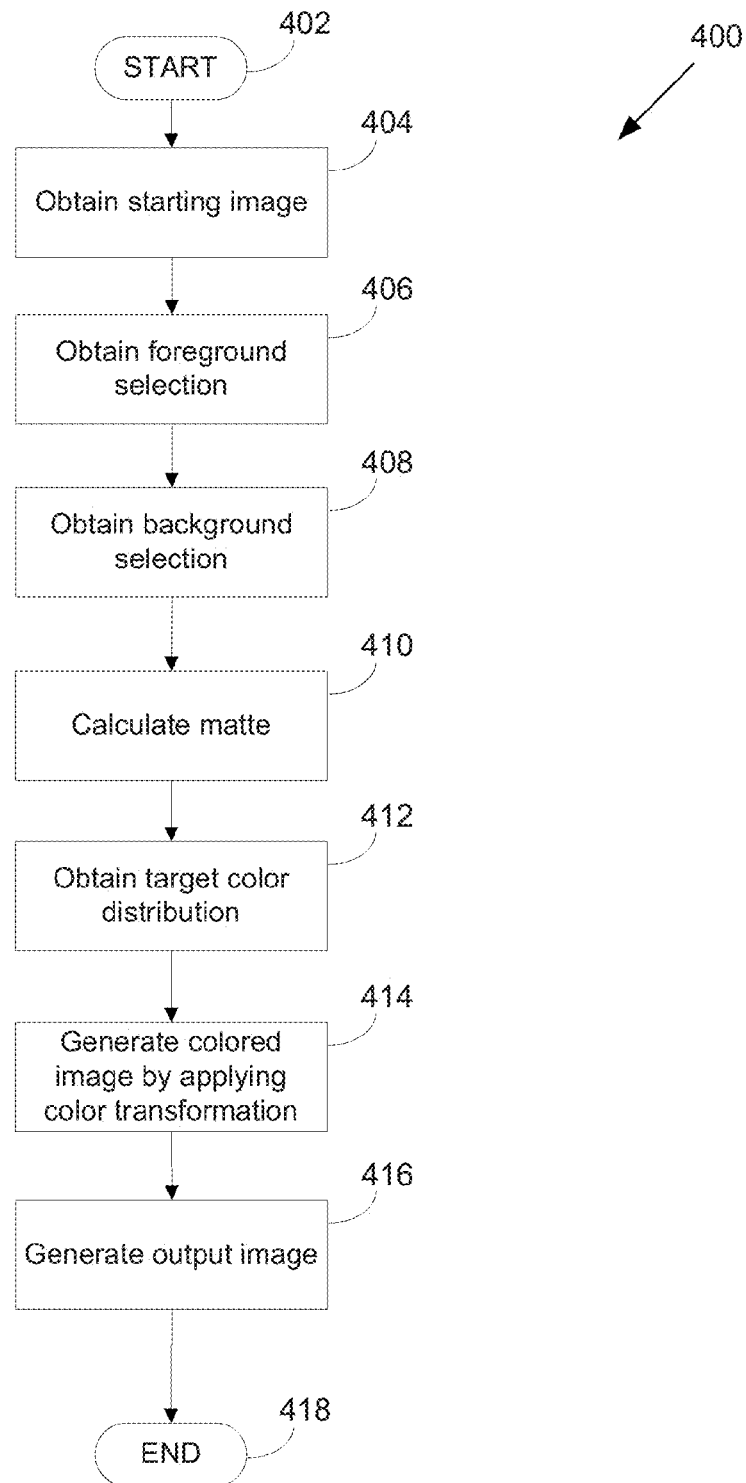 402
START
400
404
Obtain starting image
406
Obtain foreground
selection
408
Obtain background
selection
410
Calculate matte
412
Obtain target color
distribution
414
Generate colored
image by applying
color transformation
416
Generate output image
418
END